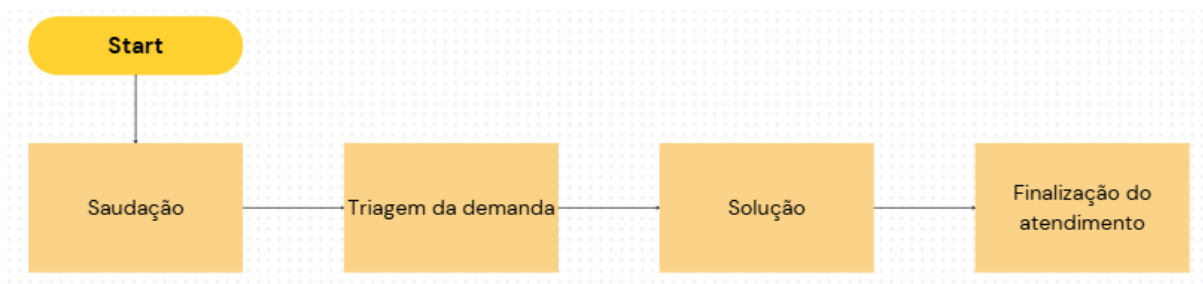 Start
Saudação
Triagem da demanda
Solução
Finalização do
atendimento